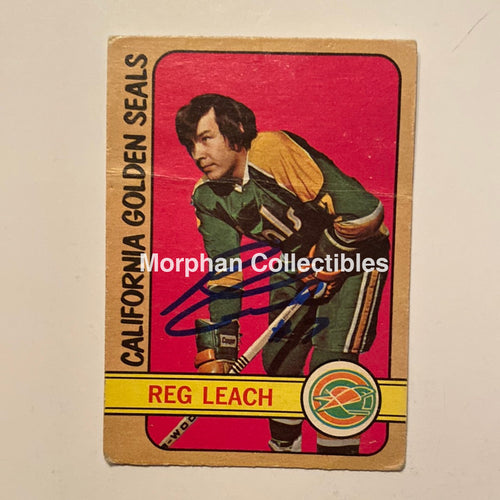 CALIFORNIA GOLDEN SEALS
Morphan Collectibles
REG LEACH